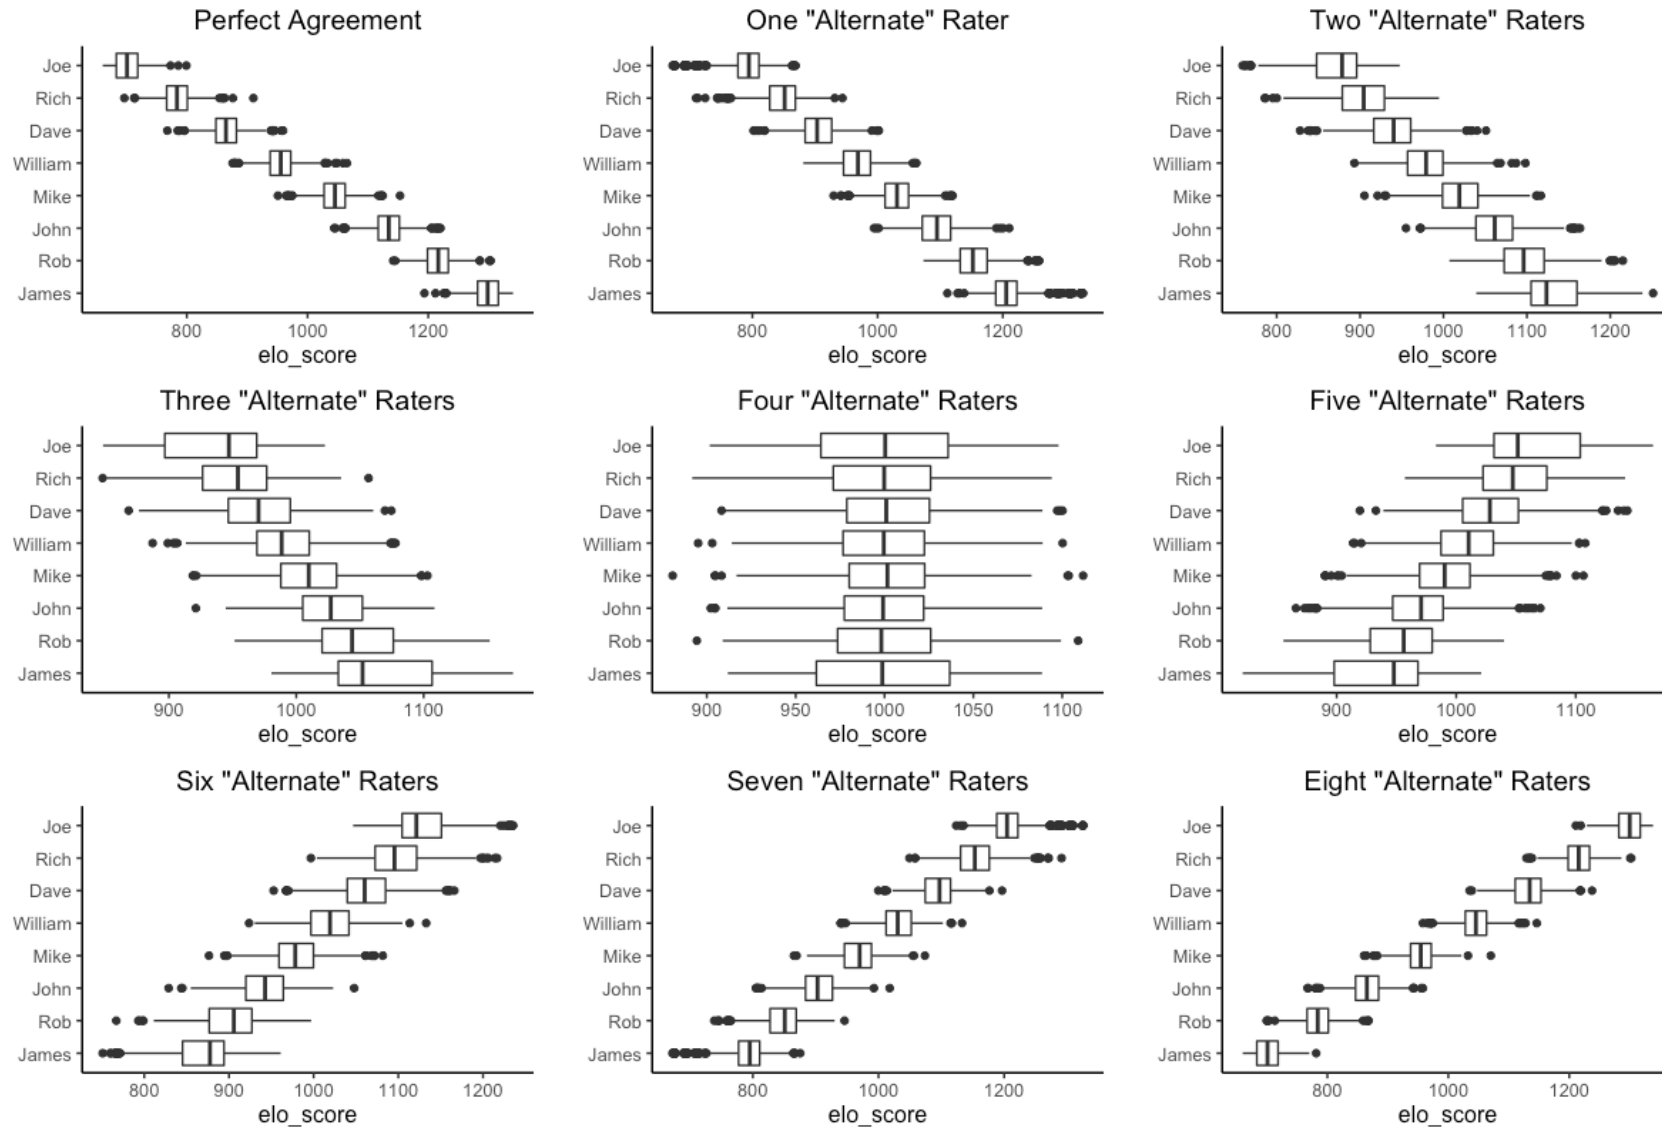 Perfect Agreement
Joe
Rich
Dave
William
Mike
John
Rob
James
800 1000 1200
elo_score
One "Alternate" Rater
Joe
Rich
Dave
William
Mike
John
Rob
James
800 1000 1200
elo_score
Two "Alternate" Raters
Joe
Rich
Dave
William
Mike
John
Rob
James
800 900 1000 1100 1200
elo_score
Three "Alternate" Raters
Joe
Rich
Dave
William
Mike
John
Rob
James
900 1000 1100
elo_score
Four "Alternate" Raters
Joe
Rich
Dave
William
Mike
John
Rob
James
900 950 1000 1050 1100
elo_score
Five "Alternate" Raters
Joe
Rich
Dave
William
Mike
John
Rob
James
900 1000 1100
elo_score
Six "Alternate" Raters
Joe
Rich
Dave
William
Mike
John
Rob
James
800 900 1000 1100 1200
elo_score
Seven "Alternate" Raters
Joe
Rich
Dave
William
Mike
John
Rob
James
800 1000 1200
elo_score
Eight "Alternate" Raters
Joe
Rich
Dave
William
Mike
John
Rob
James
800 1000 1200
elo_score